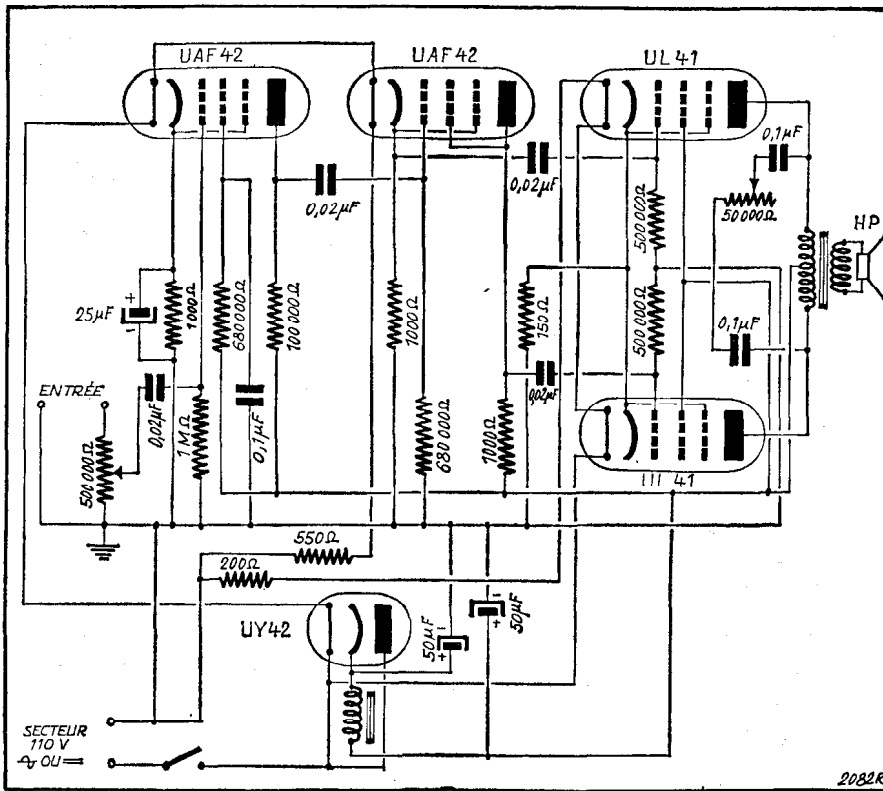 UAF42
UAF42
UL41
0,1µF
50000Ω
HP
0,02µF
0,02µF
500000Ω
25µF
+
-
1000Ω
680000Ω
100000Ω
1000Ω
150Ω
500000Ω
0,1µF
ENTRÉE
0,02µF
1MΩ
0,1µF
680000Ω
1000Ω
0,02µF
500000Ω
UL41
550Ω
200Ω
UY42
50µF
-
+
50µF
-
+
SECTEUR
110 V
OU
2082R